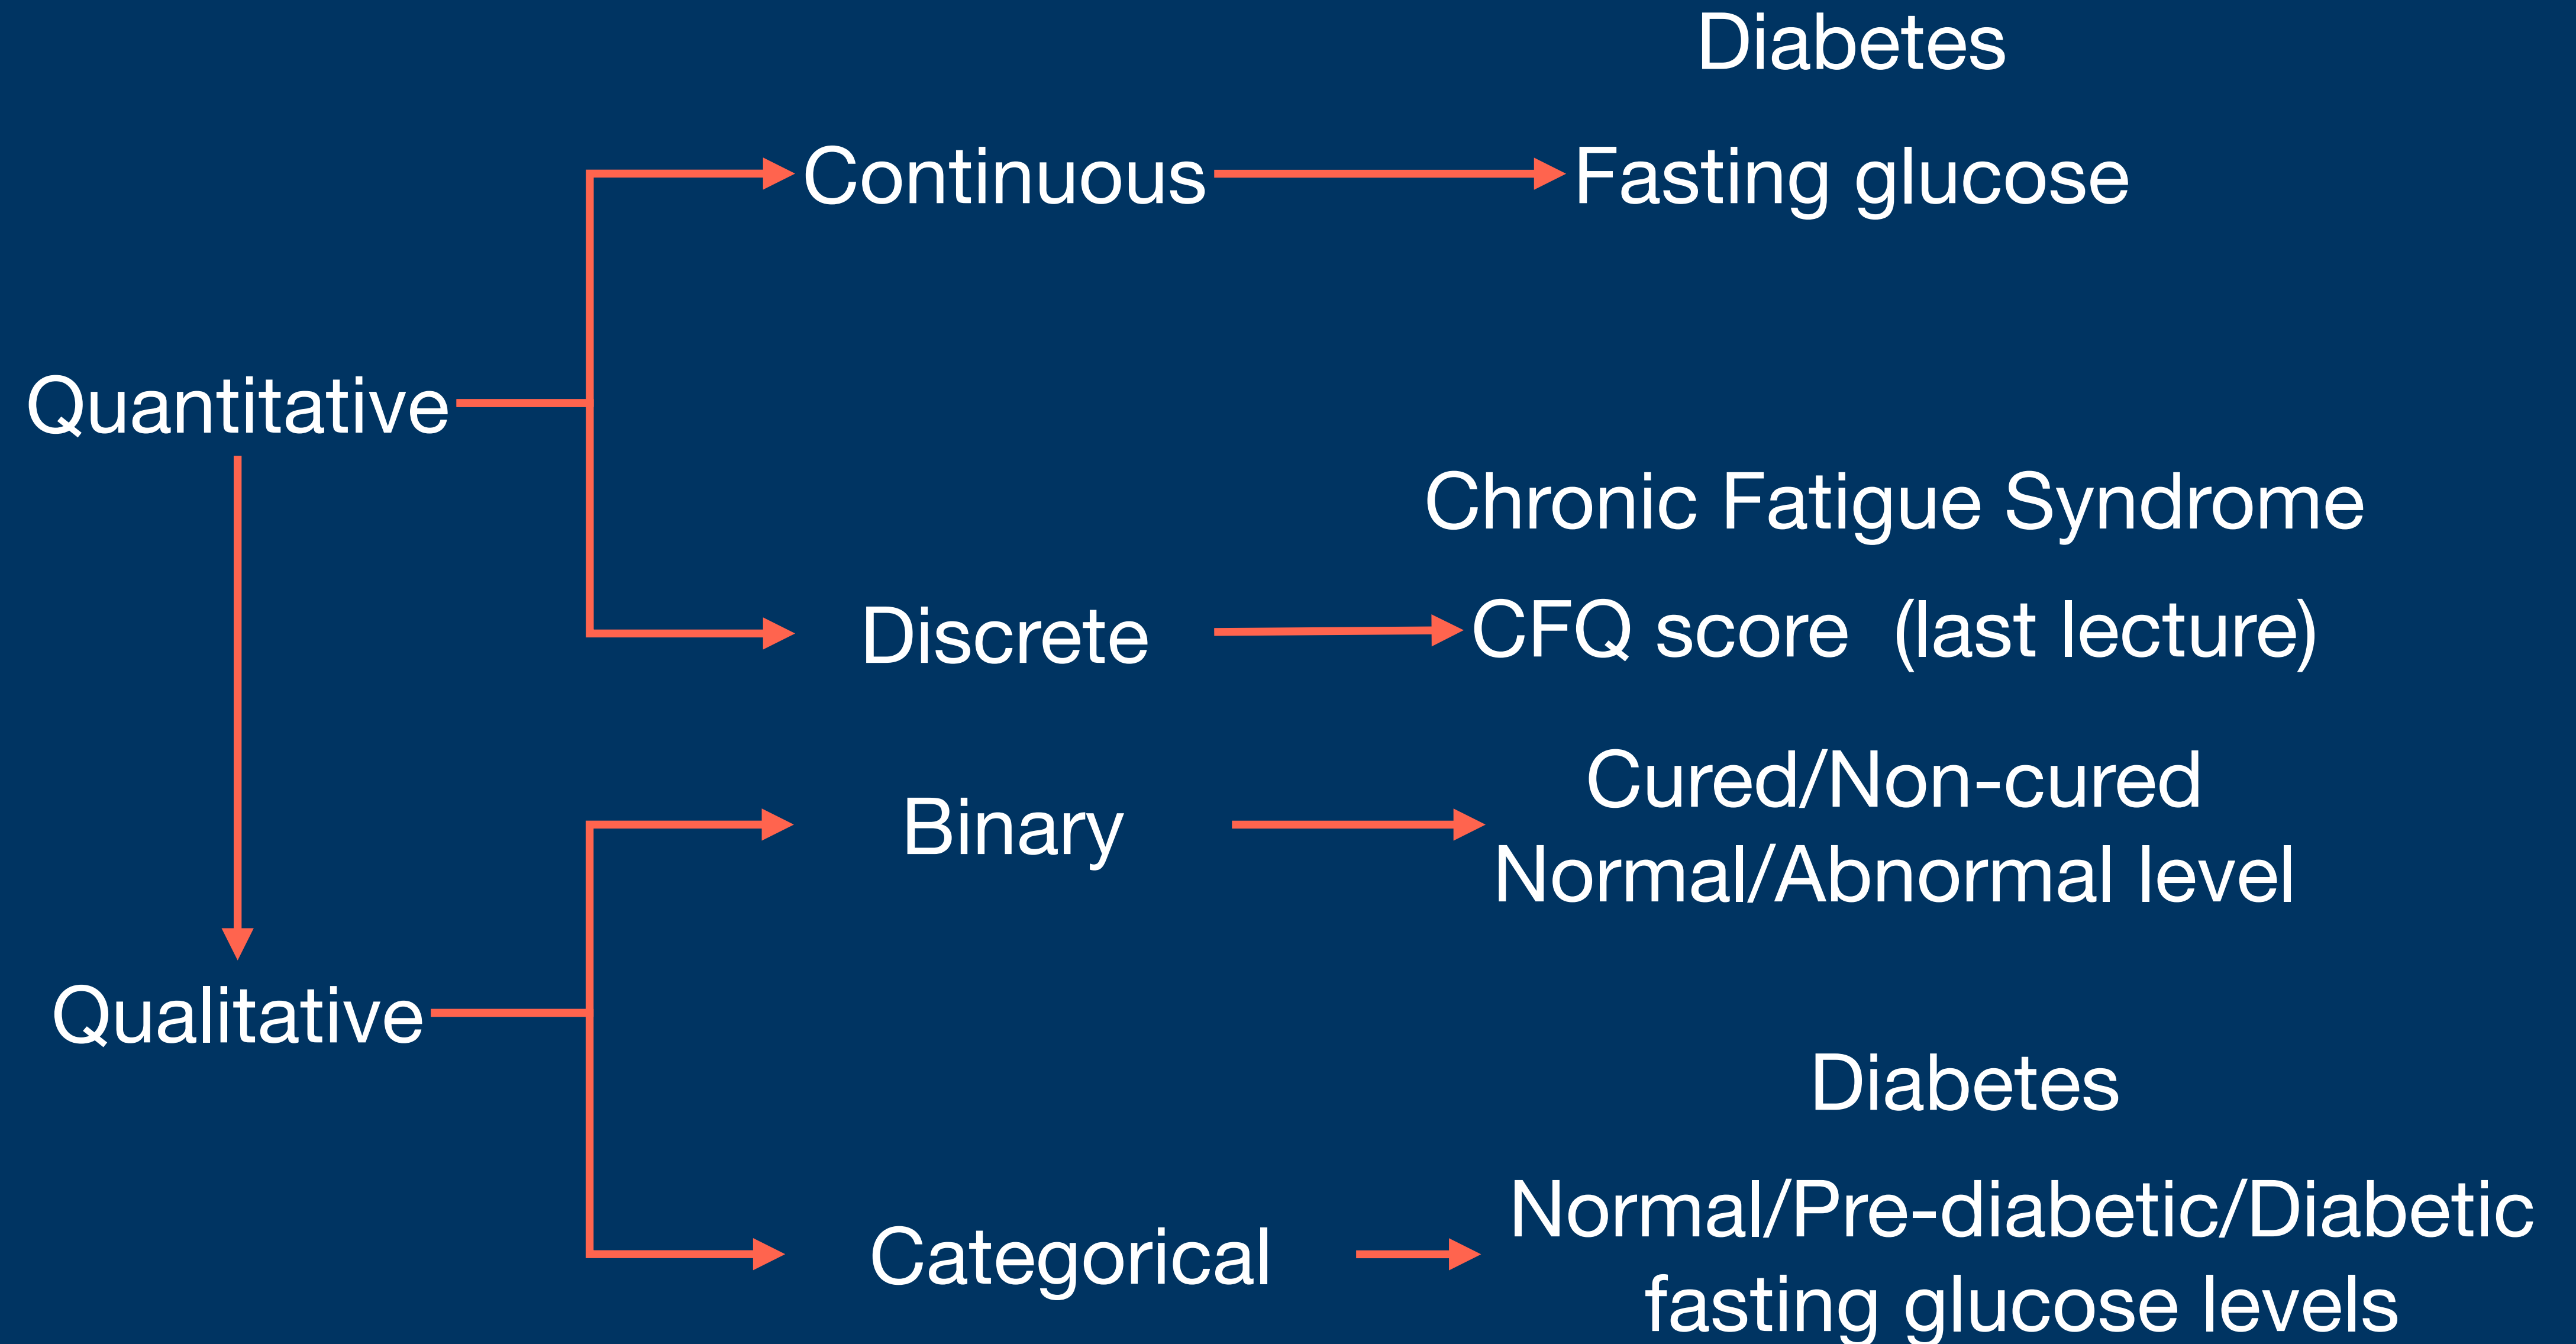 Diabetes
Continuous
Fasting glucose
Quantitative
Chronic Fatigue Syndrome
Discrete
CFQ score (last lecture)
Binary
Cured/Non-cured
Normal/Abnormal level
Qualitative
Diabetes
Categorical
Normal/Pre-diabetic/Diabetic
fasting glucose levels